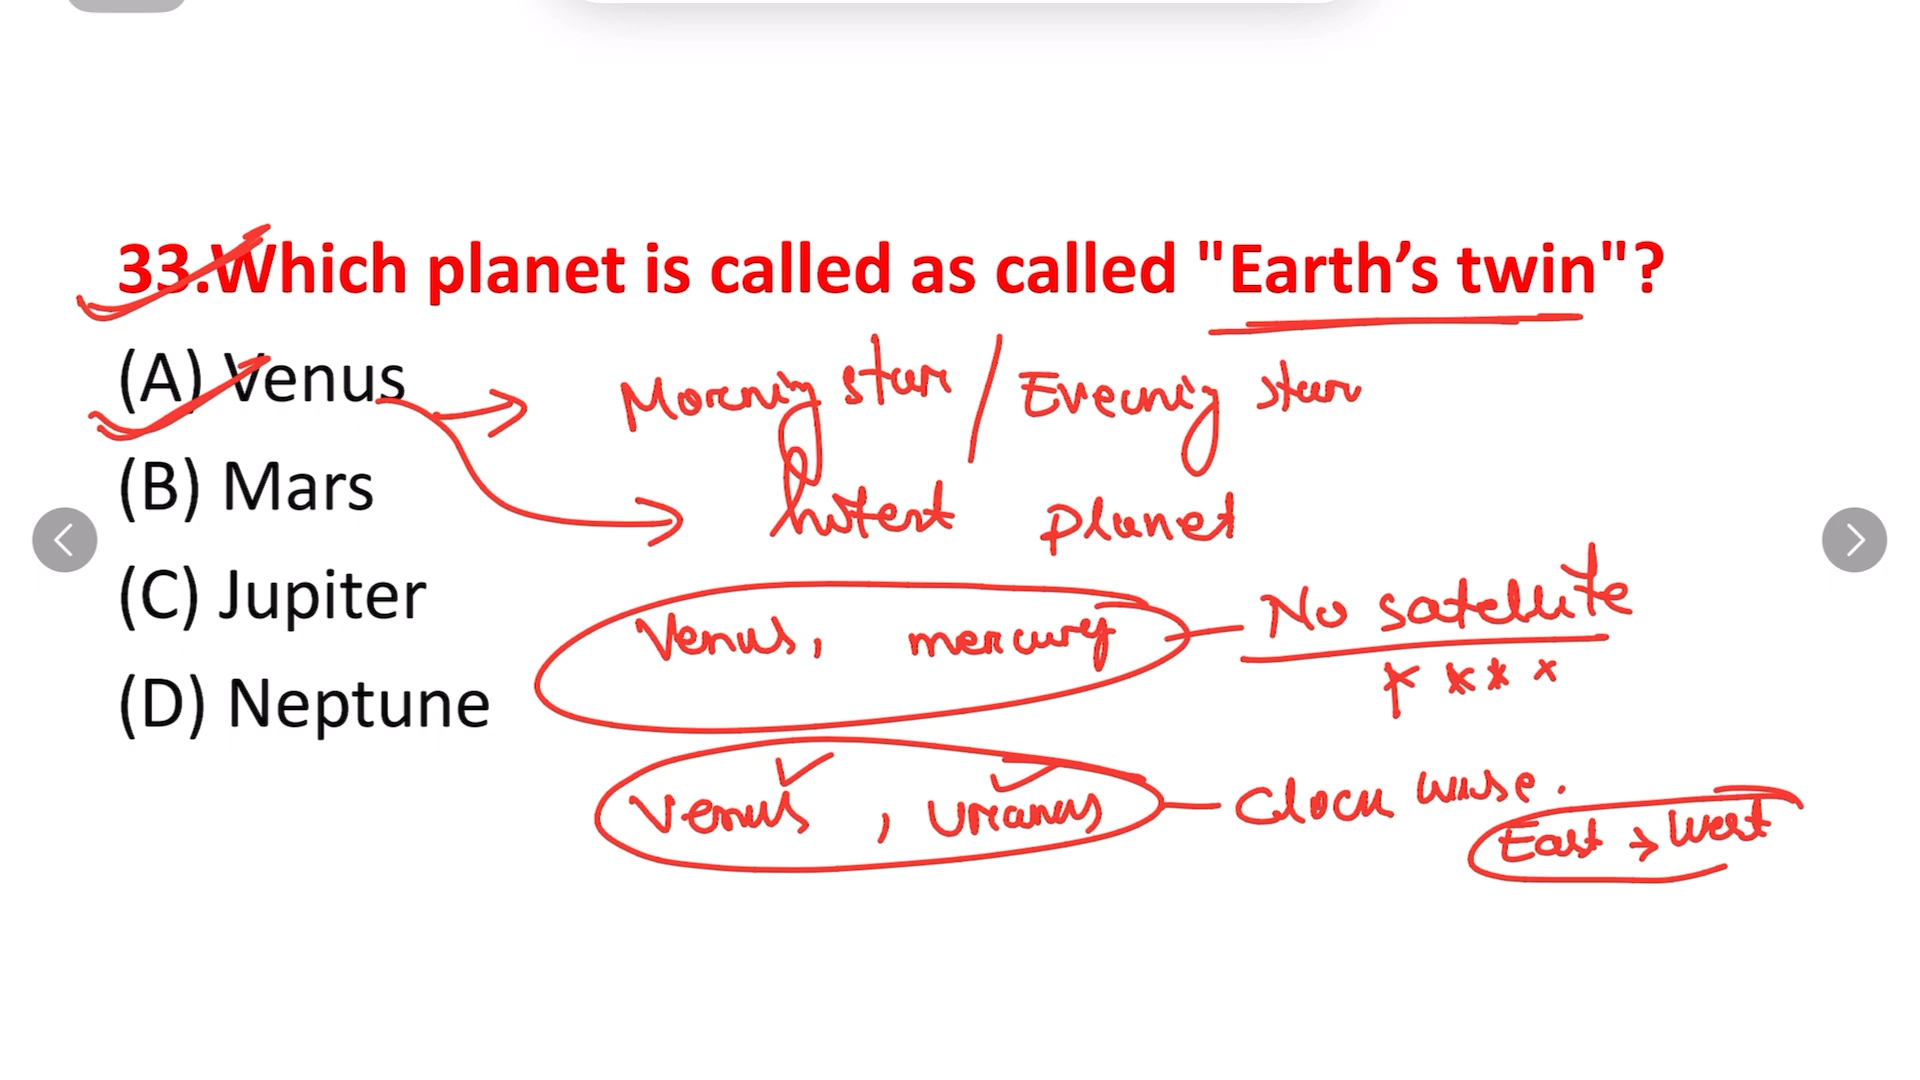 33.Which planet is called as called "Earth’s twin"?
(A) Venus
Morning star / Evening star
(B) Mars
hotest planet
(C) Jupiter
Venus, mercury - No satellite
(D) Neptune
Venus, Uranus - Clock wise.
East → West